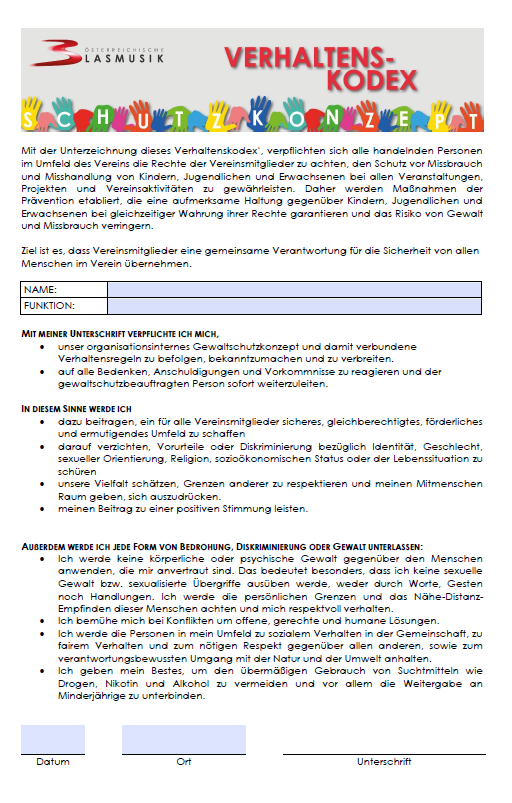 ÖSTERREICHISCHE
BLASMUSIK
VERHALTENS-
KODEX
SCHUTZKONZEPT
Mit der Unterzeichnung dieses Verhaltenskodex', verpflichten sich alle handelnden Personen
im Umfeld des Vereins die Rechte der Vereinsmitglieder zu achten, den Schutz vor Missbrauch
und Misshandlung von Kindern, Jugendlichen und Erwachsenen bei allen Veranstaltungen,
Projekten und Vereinsaktivitäten zu gewährleisten. Daher werden Maßnahmen der
Prävention etabliert, die eine aufmerksame Haltung gegenüber Kindern, Jugendlichen und
Erwachsenen bei gleichzeitiger Wahrung ihrer Rechte garantieren und das Risiko von Gewalt
und Missbrauch verringern.
Ziel ist es, dass Vereinsmitglieder eine gemeinsame Verantwortung für die Sicherheit von allen
Menschen im Verein übernehmen.
NAME:
FUNKTION:
MIT MEINER UNTERSCHRIFT VERPFLICHTE ICH MICH,
• unser organisationsinternes Gewaltschutzkonzept und damit verbundene
Verhaltensregeln zu befolgen, bekanntzumachen und zu verbreiten.
• auf alle Bedenken, Anschuldigungen und Vorkommnisse zu reagieren und der
gewaltschutzbeauftragten Person sofort weiterzuleiten.
IN DIESEM SINNE WERDE ICH
• dazu beitragen, ein für alle Vereinsmitglieder sicheres, gleichberechtigtes, förderliches
und ermutigendes Umfeld zu schaffen
• darauf verzichten, Vorurteile oder Diskriminierung bezüglich Identität, Geschlecht,
sexueller Orientierung, Religion, sozioökonomischen Status oder der Lebenssituation zu
schüren
• unsere Vielfalt schätzen, Grenzen anderer zu respektieren und meinen Mitmenschen
Raum geben, sich auszudrücken.
• meinen Beitrag zu einer positiven Stimmung leisten.
AUßERDEM WERDE ICH JEDE FORM VON BEDROHUNG, DISKRIMINIERUNG ODER GEWALT UNTERLASSEN:
• Ich werde keine körperliche oder psychische Gewalt gegenüber den Menschen
anwenden, die mir anvertraut sind. Das bedeutet besonders, dass ich keine sexuelle
Gewalt bzw. sexualisierte Übergriffe ausüben werde, weder durch Worte, Gesten
noch Handlungen. Ich werde die persönlichen Grenzen und das Nähe-Distanz-
Empfinden dieser Menschen achten und mich respektvoll verhalten.
• Ich bemühe mich bei Konflikten um offene, gerechte und humane Lösungen.
• Ich werde die Personen in mein Umfeld zu sozialem Verhalten in der Gemeinschaft, zu
fairem Verhalten und zum nötigen Respekt gegenüber allen anderen, sowie zum
verantwortungsbewussten Umgang mit der Natur und der Umwelt anhalten.
• Ich geben mein Bestes, um den übermäßigen Gebrauch von Suchtmitteln wie
Drogen, Nikotin und Alkohol zu vermeiden und vor allem die Weitergabe an
Minderjährige zu unterbinden.
Datum Ort Unterschrift